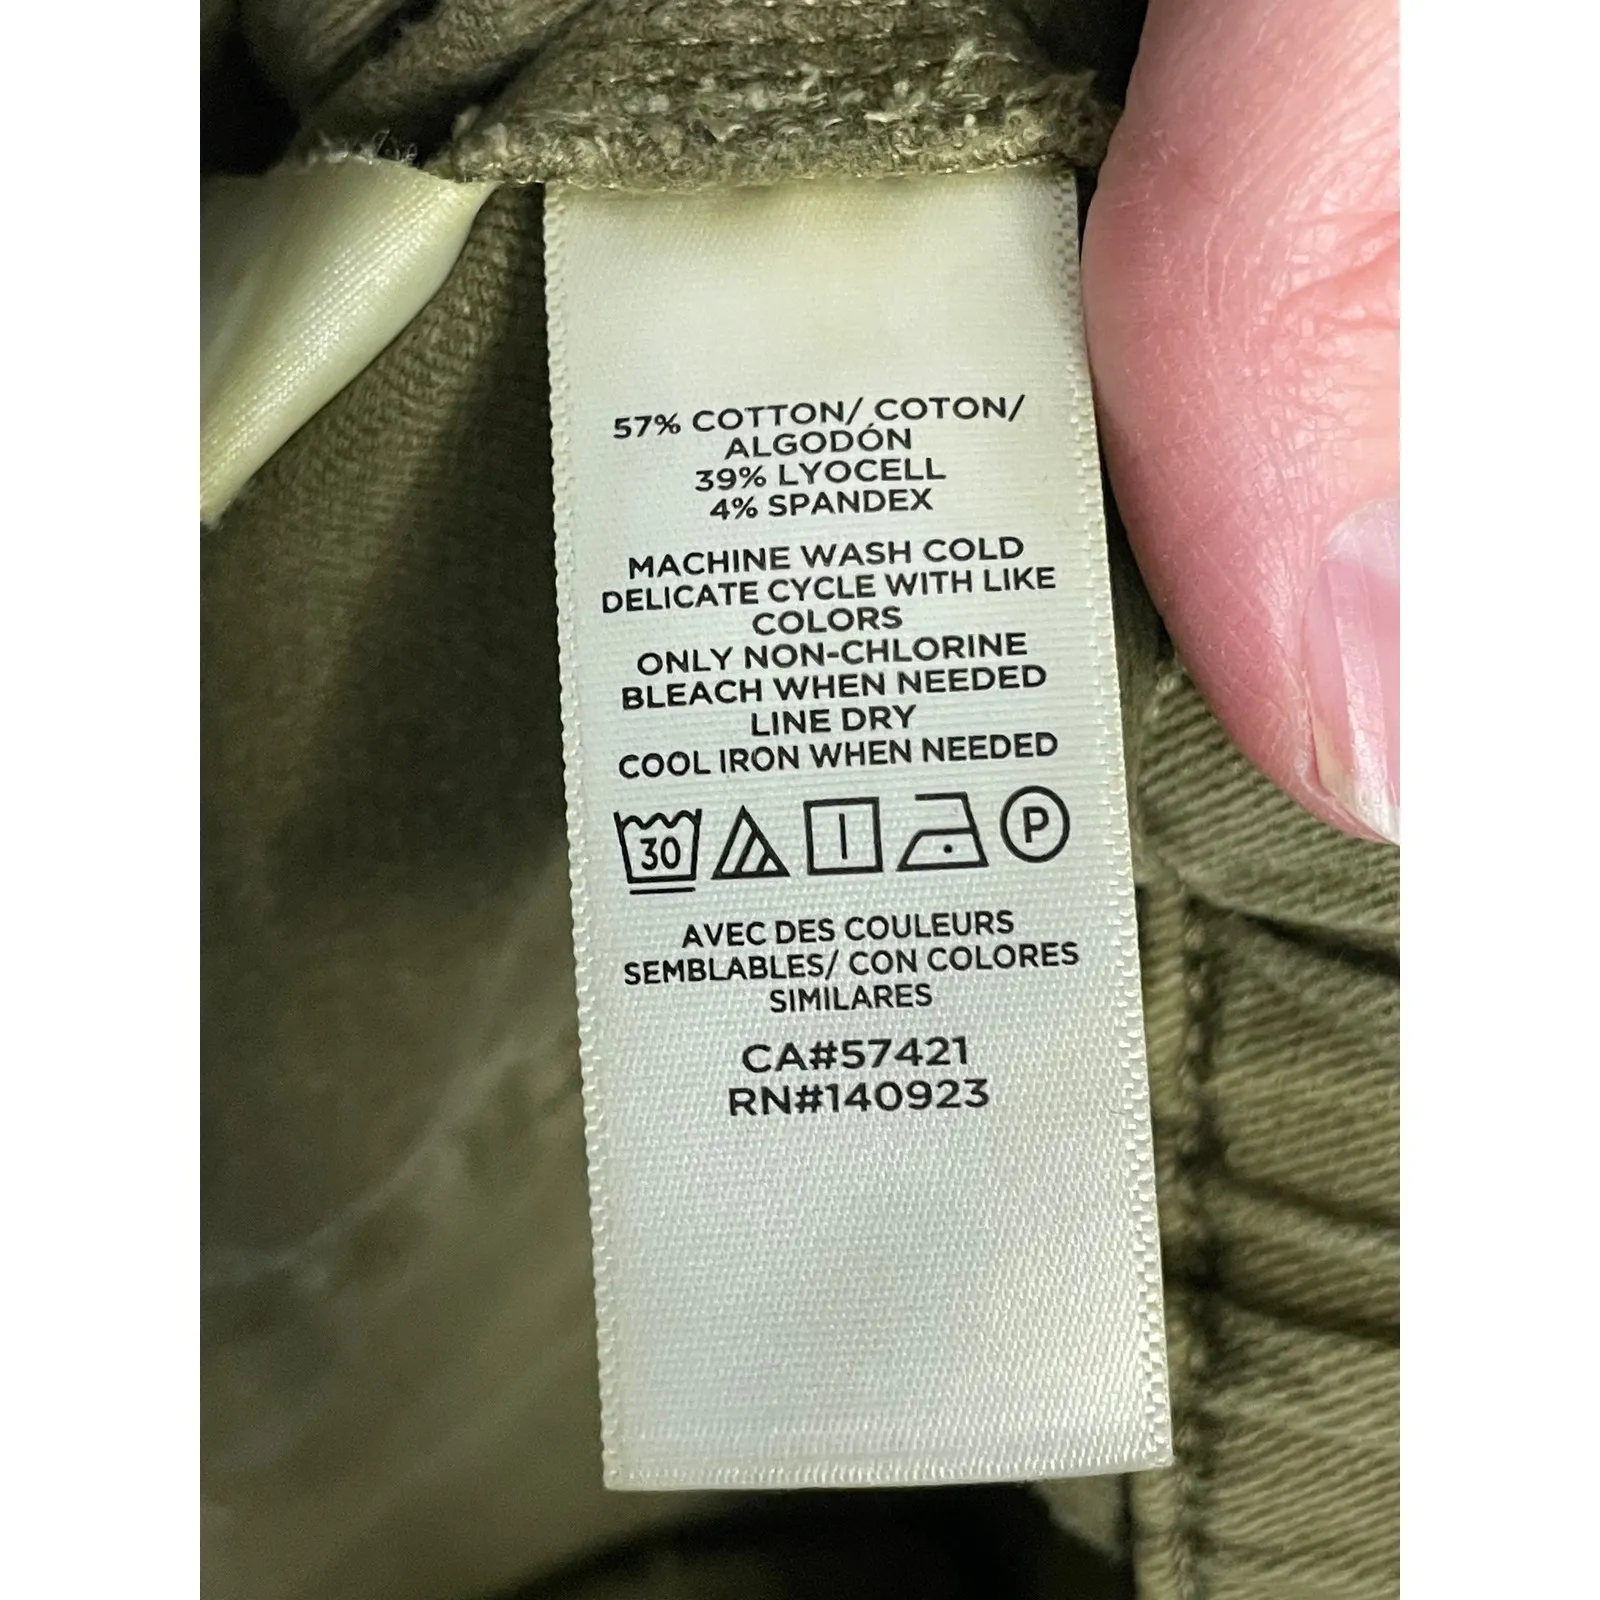 57% COTTON/ COTON/
ALGODÓN
39% LYOCELL
4% SPANDEX
MACHINE WASH COLD
DELICATE CYCLE WITH LIKE
COLORS
ONLY NON-CHLORINE
BLEACH WHEN NEEDED
LINE DRY
COOL IRON WHEN NEEDED
30 P
AVEC DES COULEURS
SEMBLABLES/ CON COLORES
SIMILARES
CA#57421
RN#140923